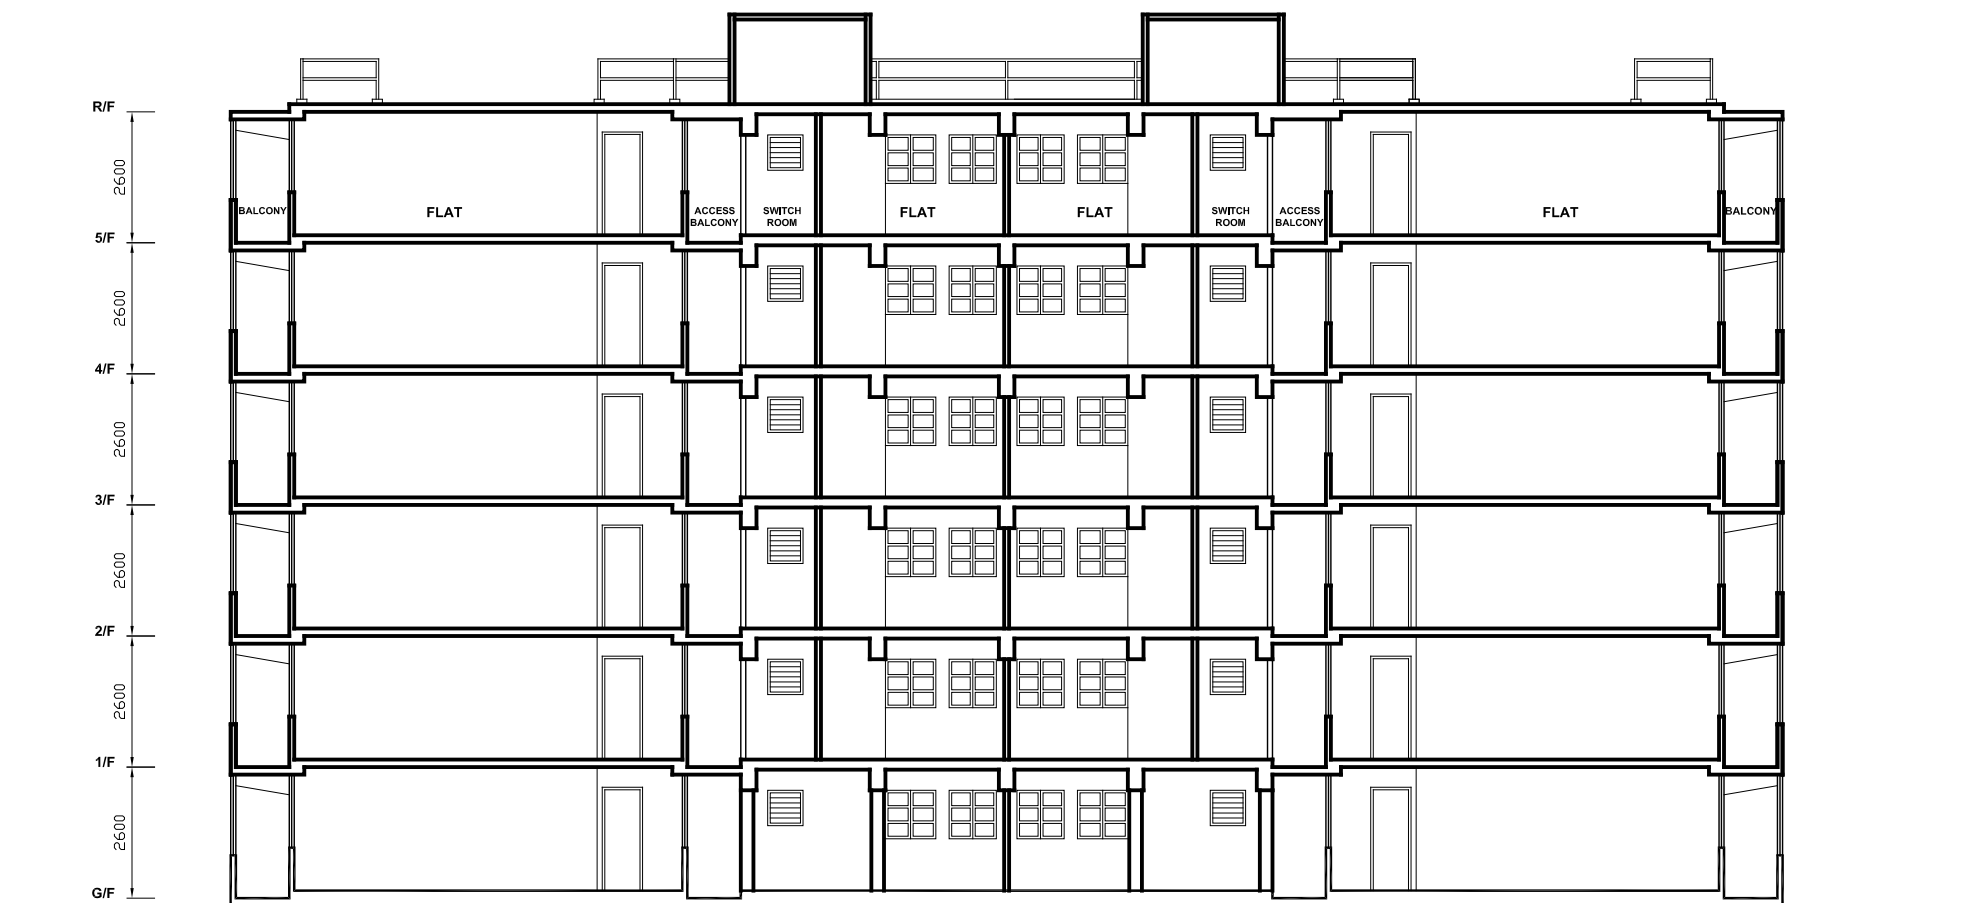 R/F
2600
BALCONY
FLAT
ACCESS
BALCONY
SWITCH
ROOM
FLAT
FLAT
SWITCH
ROOM
ACCESS
BALCONY
FLAT
BALCONY
5/F
2600
4/F
2600
3/F
2600
2/F
2600
1/F
2600
G/F